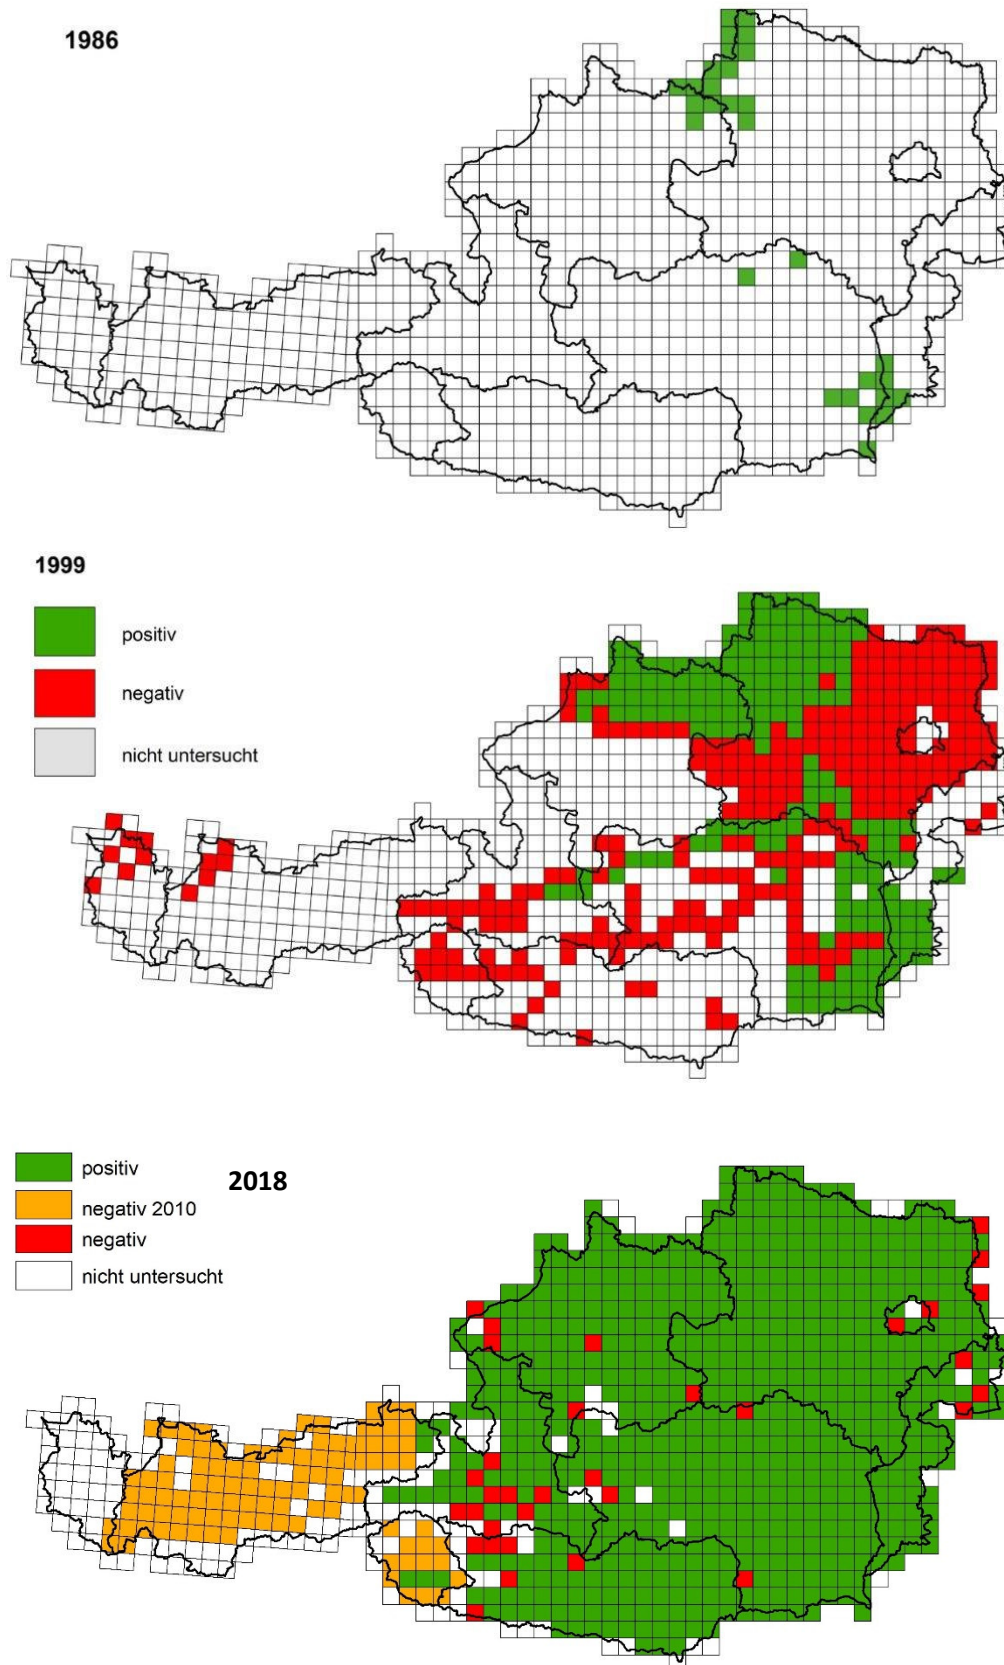 1986
1999
positiv
negativ
nicht untersucht
positiv
2018
negativ 2010
negativ
nicht untersucht